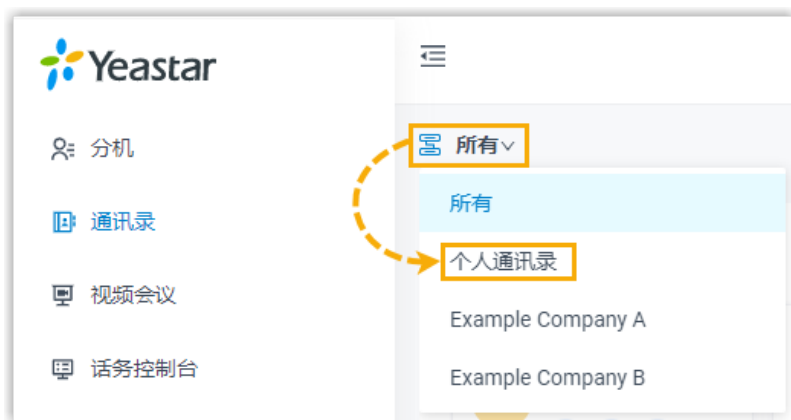 Yeastar
分机
通讯录
视频会议
话务控制台
所有
所有
个人通讯录
Example Company A
Example Company B